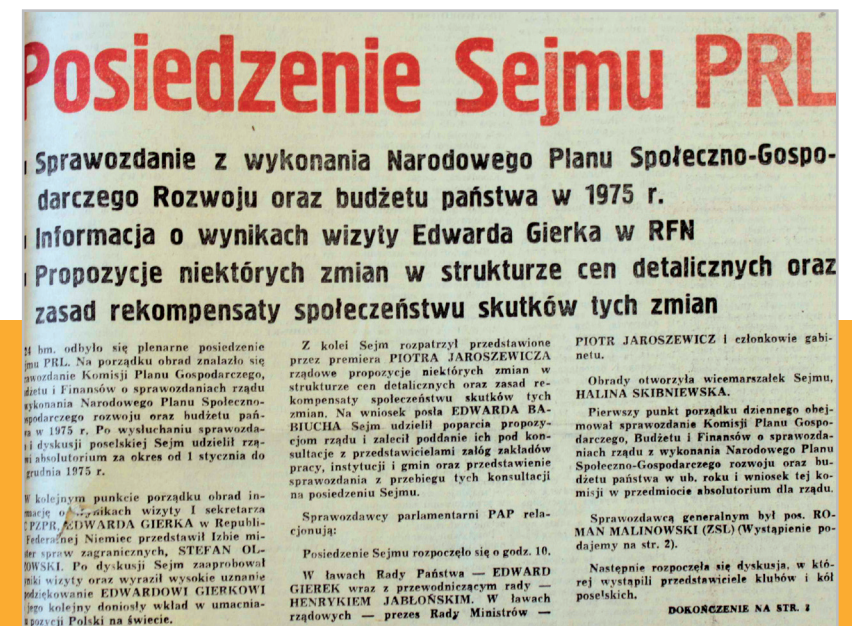 Posiedzenie Sejmu PRL
Sprawozdanie z wykonania Narodowego Planu Społeczno-Gospo-
darczego Rozwoju oraz budżetu państwa w 1975 r.
Informacja o wynikach wizyty Edwarda Gierka w RFN
Propozycje niektórych zmian w strukturze cen detalicznych oraz
zasad rekompensaty społeczeństwu skutków tych zmian
24 bm. odbyło się plenarne posiedzenie
jmu PRL. Na porządku obrad znalazło się
awozdanie Komisji Planu Gospodarczego,
dżetu i Finansów o sprawozdaniach rządu
wykonania Narodowego Planu Społeczno-
spodarczego rozwoju oraz budżetu pań-
wa w 1975 r. Po wysłuchaniu sprawozda-
i dyskusji poselskiej Sejm udzielił rzą-
wi absolutorium za okres od 1 stycznia do
grudnia 1975 r.
W kolejnym punkcie porządku obrad in-
mację o wynikach wizyty I sekretarza
PZPR, EDWARDA GIERKA w Republi-
Federalnej Niemiec przedstawił Izbie mi-
ter spraw zagranicznych, STEFAN OL-
OWSKI. Po dyskusji Sejm zaaprobował
niki wizyty oraz wyraził wysokie uznanie
podziękowanie EDWARDOWI GIERKOWI
jego kolejny doniosły wkład w umacnia-
pozycji Polski na świecie.
Z kolei Sejm rozpatrzył przedstawione
przez premiera PIOTRA JAROSZEWICZA
rządowe propozycje niektórych zmian w
strukturze cen detalicznych oraz zasad re-
kompensaty społeczeństwu skutków tych
zmian. Na wniosek posła EDWARDA BA-
BIUCHA Sejm udzielił poparcia propozy-
cjom rządu i zalecił poddanie ich pod kon-
sultacje z przedstawicielami załóg zakładów
pracy, instytucji i gmin oraz przedstawienie
sprawozdania z przebiegu tych konsultacji
na posiedzeniu Sejmu.
Sprawozdawcy parlamentarni PAP rela-
cjonują:
Posiedzenie Sejmu rozpoczęło się o godz. 10.
W ławach Rady Państwa — EDWARD
GIEREK wraz z przewodniczącym rady —
HENRYKIEM JABŁOŃSKIM. W ławach
rządowych — prezes Rady Ministrów —
PIOTR JAROSZEWICZ i członkowie gabi-
netu.
Obrady otworzyła wicemarszałek Sejmu,
HALINA SKIBNIEWSKA.
Pierwszy punkt porządku dziennego obej-
mował sprawozdanie Komisji Planu Gospo-
darczego, Budżetu i Finansów o sprawozda-
niach rządu z wykonania Narodowego Planu
Społeczno-Gospodarczego rozwoju oraz bu-
dżetu państwa w ub. roku i wniosek tej ko-
misji w przedmiocie absolutorium dla rządu.
Sprawozdawcą generalnym był pos. RO-
MAN MALINOWSKI (ZSL) (Wystąpienie po-
dajemy na str. 2).
Następnie rozpoczęła się dyskusja, w któ-
rej wystąpili przedstawiciele klubów i kół
poselskich.
DOKOŃCZENIE NA STR. 2